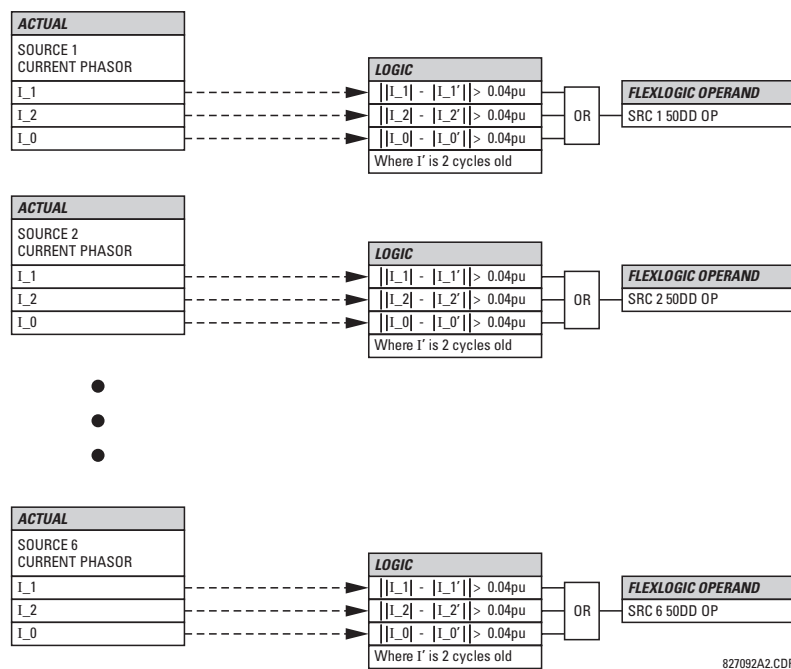 ACTUAL
SOURCE 1
CURRENT PHASOR
I_1
I_2
I_0
LOGIC
||I_1| - |I_1'||> 0.04pu
||I_2| - |I_2'||> 0.04pu
||I_0| - |I_0'||> 0.04pu
Where I' is 2 cycles old
OR
FLEXLOGIC OPERAND
SRC 1 50DD OP
ACTUAL
SOURCE 2
CURRENT PHASOR
I_1
I_2
I_0
LOGIC
||I_1| - |I_1'||> 0.04pu
||I_2| - |I_2'||> 0.04pu
||I_0| - |I_0'||> 0.04pu
Where I' is 2 cycles old
OR
FLEXLOGIC OPERAND
SRC 2 50DD OP
ACTUAL
SOURCE 6
CURRENT PHASOR
I_1
I_2
I_0
LOGIC
||I_1| - |I_1'||> 0.04pu
||I_2| - |I_2'||> 0.04pu
||I_0| - |I_0'||> 0.04pu
Where I' is 2 cycles old
OR
FLEXLOGIC OPERAND
SRC 6 50DD OP
827092A2.CDR